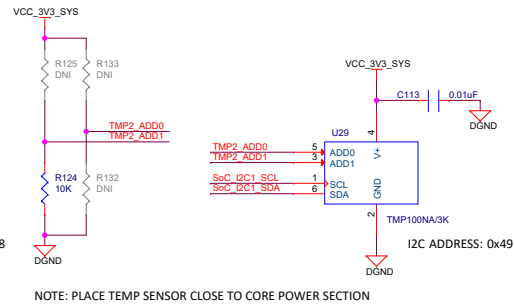 VCC_3V3_SYS
R125
DNI
R133
DNI
TMP2_ADD0
TMP2_ADD1
R124
10K
R132
DNI
8
DGND
VCC_3V3_SYS
C113
0.01uF
DGND
U29
TMP2_ADD0
5
ADD0
TMP2_ADD1
3
ADD1
4
V+
SoC_I2C1_SCL
1
SCL
SoC_I2C1_SDA
6
SDA
GND
2
TMP100NA/3K
I2C ADDRESS: 0x49
DGND
NOTE: PLACE TEMP SENSOR CLOSE TO CORE POWER SECTION